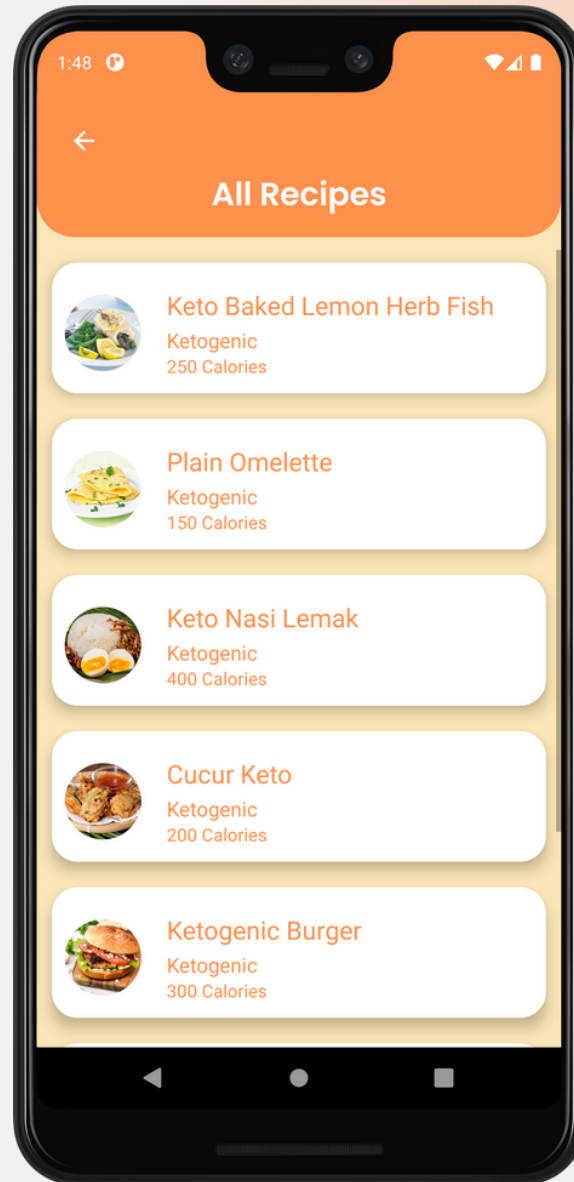 1:48
All Recipes
Keto Baked Lemon Herb Fish
Ketogenic
250 Calories
Plain Omelette
Ketogenic
150 Calories
Keto Nasi Lemak
Ketogenic
400 Calories
Cucur Keto
Ketogenic
200 Calories
Ketogenic Burger
Ketogenic
300 Calories